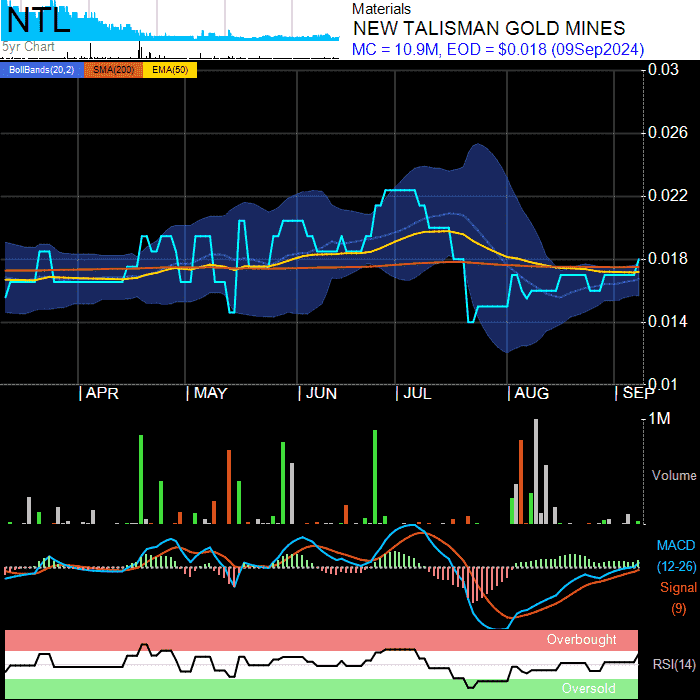 NTL
5yr Chart
Materials
NEW TALISMAN GOLD MINES
MC = 10.9M, EOD = $0.018 (09Sep2024)
BollBands(20,2) SMA(200) EMA(50)
0.03
0.026
0.022
0.018
0.014
0.01
APR MAY JUN JUL AUG SEP
1M
Volume
MACD
(12-26)
Signal
(9)
Overbought
RSI(14)
Oversold